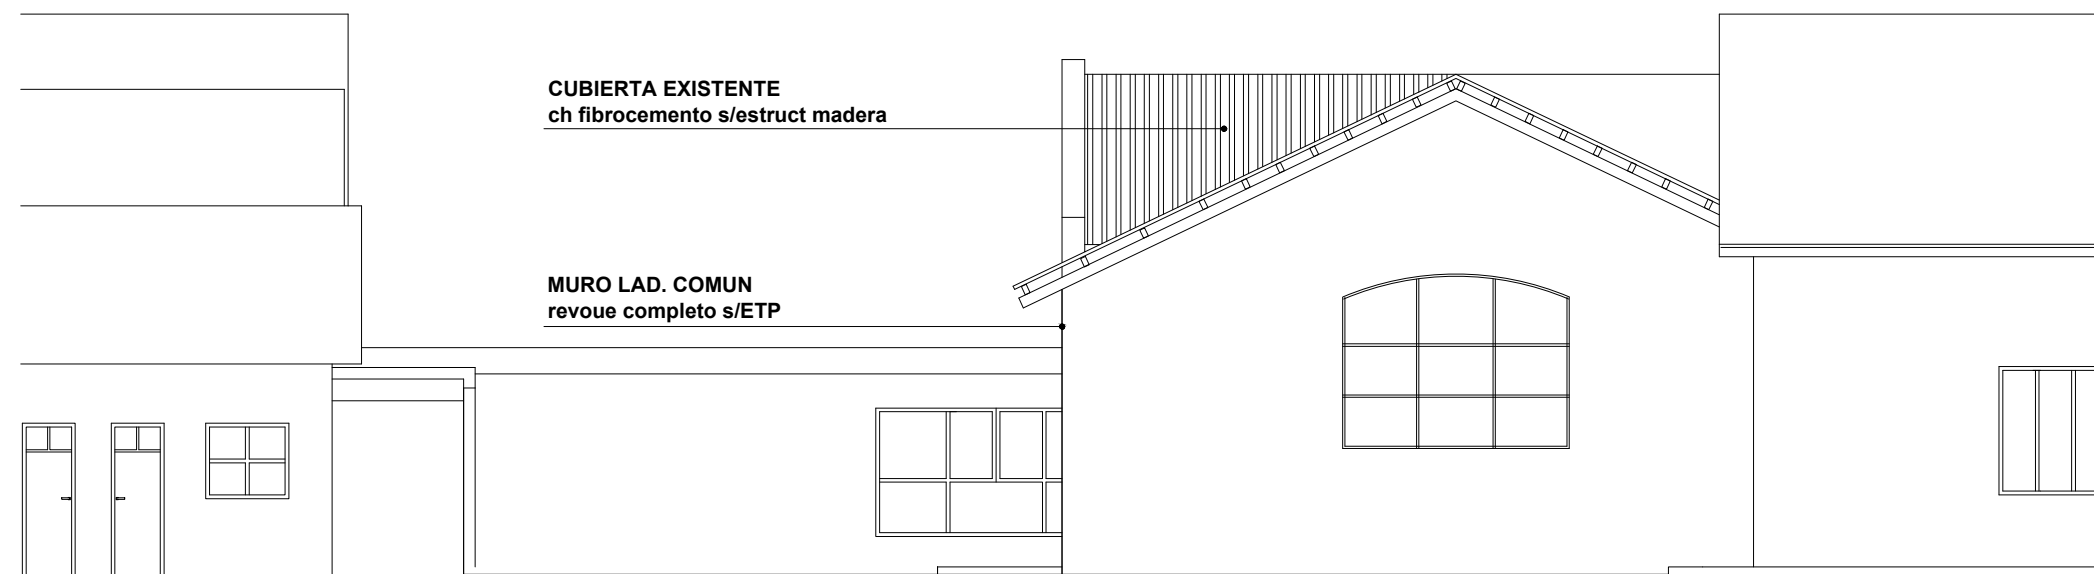 CUBIERTA EXISTENTE
ch fibrocemento s/estruct madera
MURO LAD. COMUN
revoue completo s/ETP